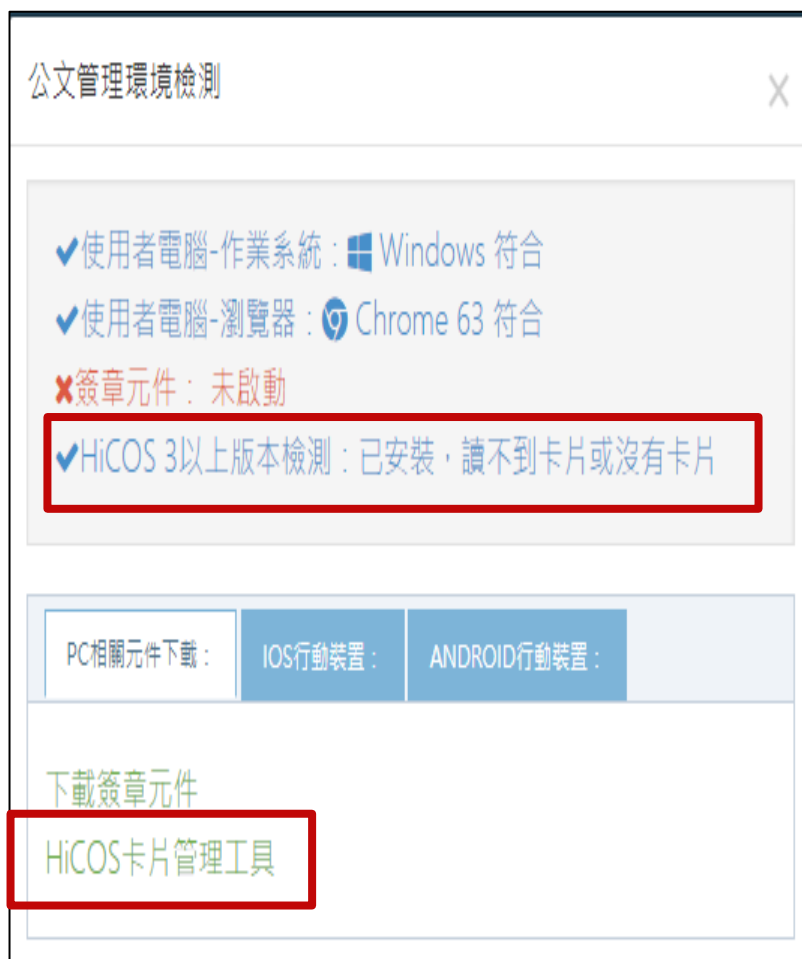 公文管理環境檢測
使用者電腦-作業系統： Windows 符合
使用者電腦-瀏覽器： Chrome 63 符合
簽章元件： 未啟動
HiCOS 3以上版本檢測：已安裝，讀不到卡片或沒有卡片
PC相關元件下載： IOS行動裝置： ANDROID行動裝置：
下載簽章元件
HiCOS卡片管理工具